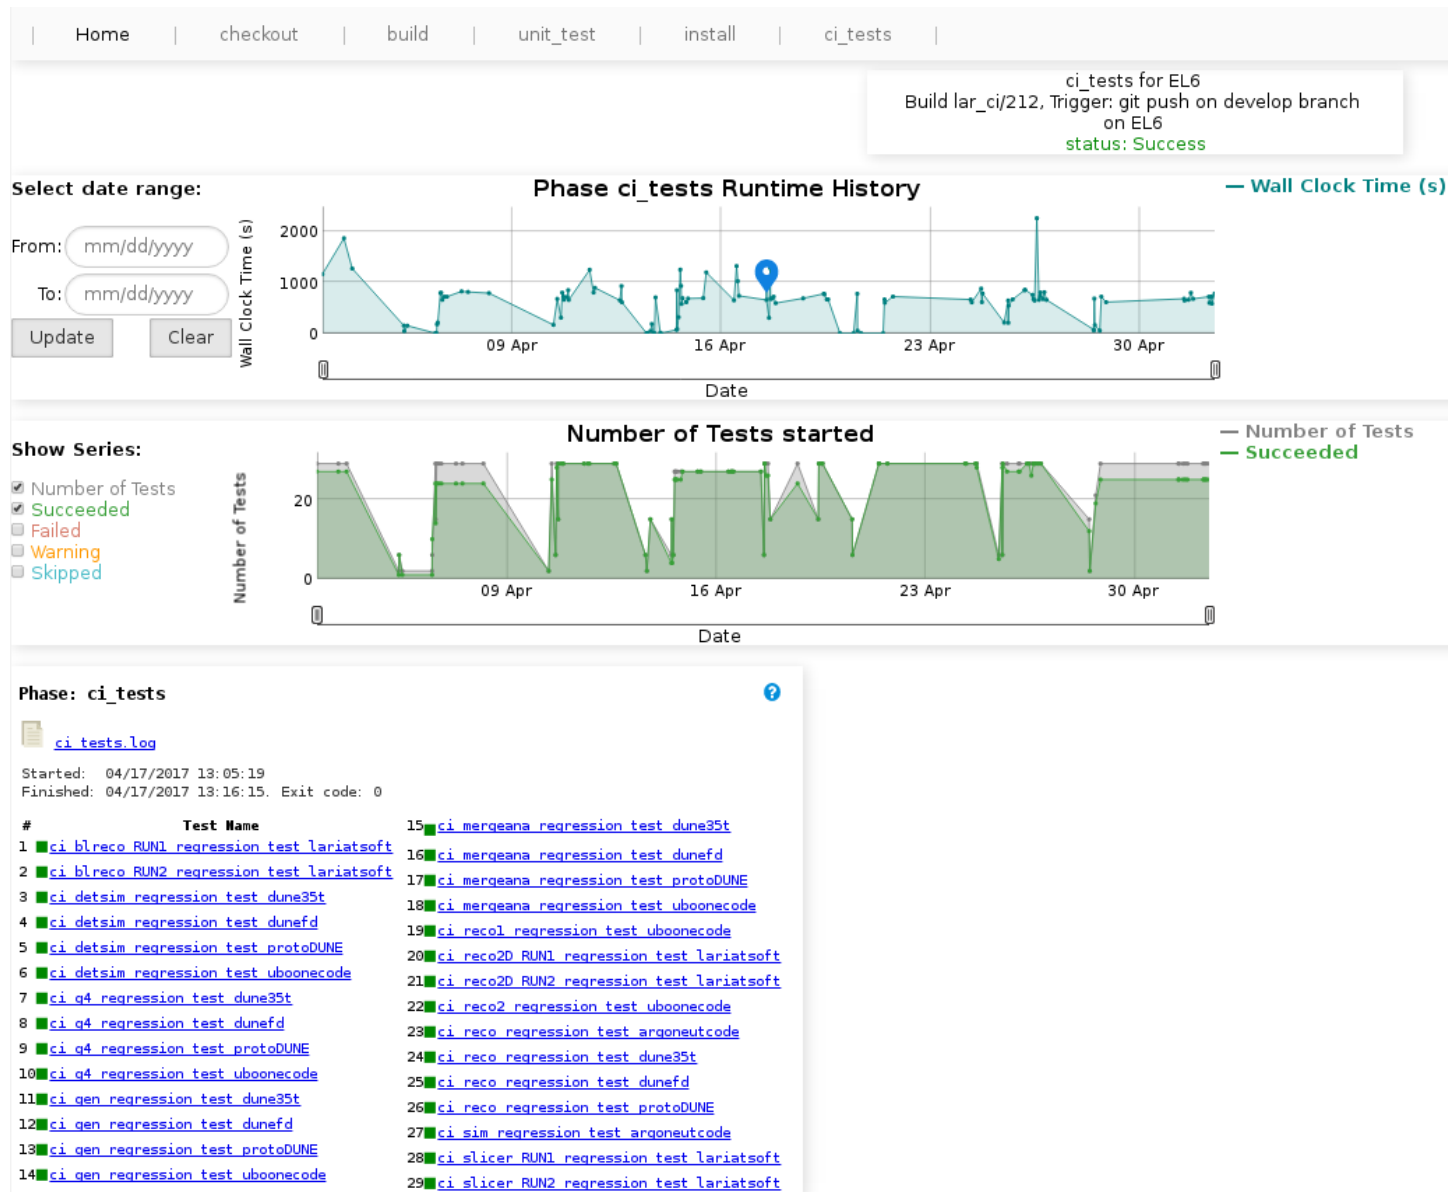 | Home | checkout | build | unit_test | install | ci_tests |
ci_tests for EL6
Build lar_ci/212, Trigger: git push on develop branch
on EL6
status: Success
Select date range:
From: mm/dd/yyyy
To: mm/dd/yyyy
Update Clear
Phase ci_tests Runtime History
Wall Clock Time (s)
Wall Clock Time (s)
2000
1000
0
09 Apr 16 Apr 23 Apr 30 Apr
Date
Show Series:
Number of Tests
Succeeded
Failed
Warning
Skipped
Number of Tests started
Number of Tests
Succeeded
Number of Tests
20
0
09 Apr 16 Apr 23 Apr 30 Apr
Date
Phase: ci_tests
?
ci_tests.log
Started: 04/17/2017 13:05:19
Finished: 04/17/2017 13:16:15. Exit code: 0
# Test Name
1 ci_blreco_RUN1_regression_test_lariatsoft
2 ci_blreco_RUN2_regression_test_lariatsoft
3 ci_detsim_regression_test_dune35t
4 ci_detsim_regression_test_dunefd
5 ci_detsim_regression_test_protoDUNE
6 ci_detsim_regression_test_uboonecode
7 ci_g4_regression_test_dune35t
8 ci_g4_regression_test_dunefd
9 ci_g4_regression_test_protoDUNE
10 ci_g4_regression_test_uboonecode
11 ci_gen_regression_test_dune35t
12 ci_gen_regression_test_dunefd
13 ci_gen_regression_test_protoDUNE
14 ci_gen_regression_test_uboonecode
15 ci_mergeana_regression_test_dune35t
16 ci_mergeana_regression_test_dunefd
17 ci_mergeana_regression_test_protoDUNE
18 ci_mergeana_regression_test_uboonecode
19 ci_reco1_regression_test_uboonecode
20 ci_reco2D_RUN1_regression_test_lariatsoft
21 ci_reco2D_RUN2_regression_test_lariatsoft
22 ci_reco2_regression_test_uboonecode
23 ci_reco_regression_test_argoneutcode
24 ci_reco_regression_test_dune35t
25 ci_reco_regression_test_dunefd
26 ci_reco_regression_test_protoDUNE
27 ci_sim_regression_test_argoneutcode
28 ci_slicer_RUN1_regression_test_lariatsoft
29 ci_slicer_RUN2_regression_test_lariatsoft